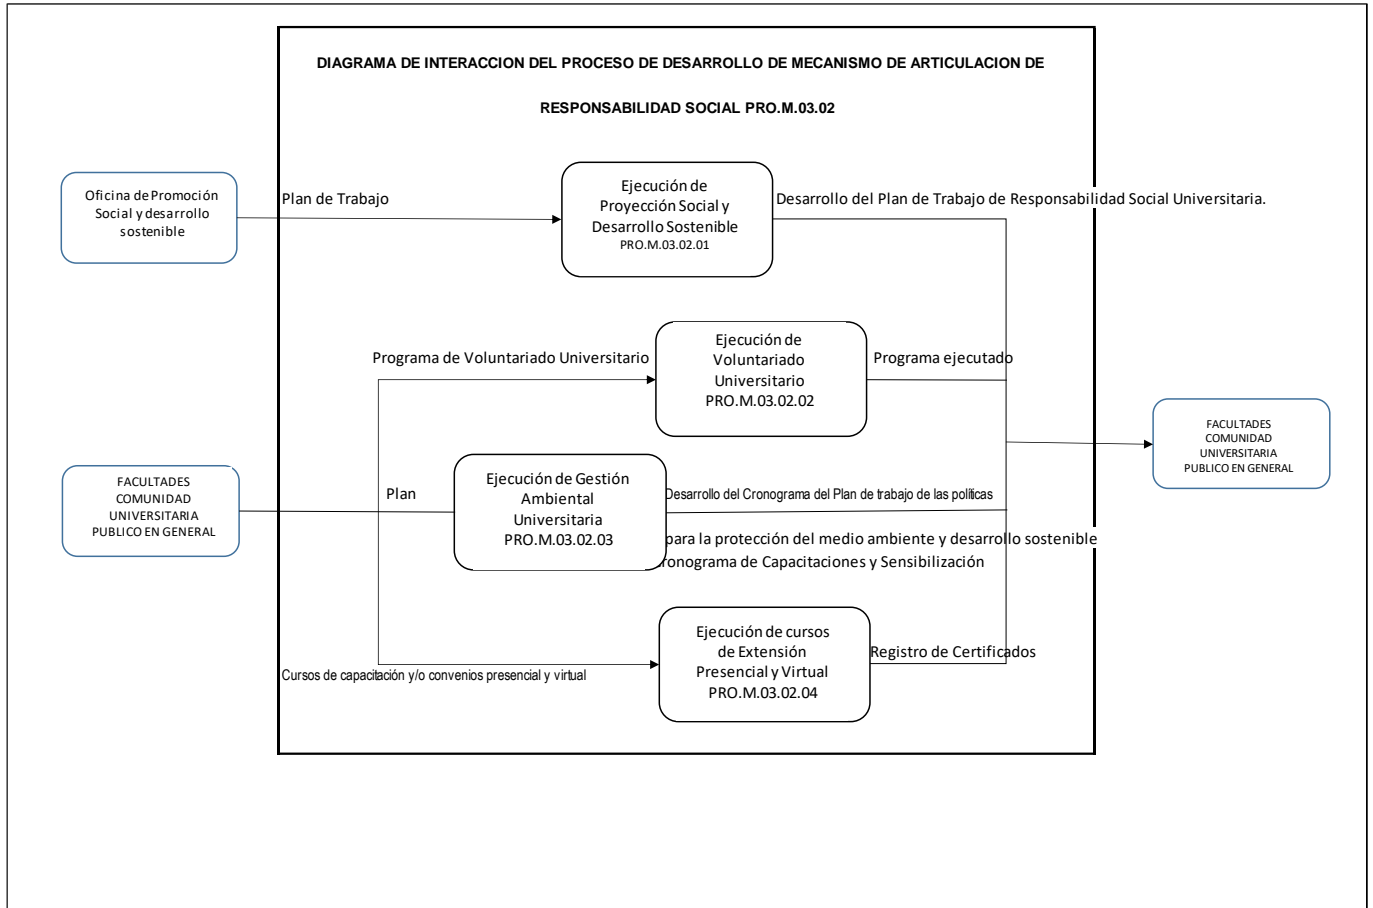 DIAGRAMA DE INTERACCION DEL PROCESO DE DESARROLLO DE MECANISMO DE ARTICULACION DE
RESPONSABILIDAD SOCIAL PRO.M.03.02
Oficina de Promoción
Social y desarrollo
sostenible
Plan de Trabajo
Ejecución de
Proyección Social y
Desarrollo Sostenible
PRO.M.03.02.01
Desarrollo del Plan de Trabajo de Responsabilidad Social Universitaria.
Programa de Voluntariado Universitario
Ejecución de
Voluntariado
Universitario
PRO.M.03.02.02
Programa ejecutado
FACULTADES
COMUNIDAD
UNIVERSITARIA
PUBLICO EN GENERAL
FACULTADES
COMUNIDAD
UNIVERSITARIA
PUBLICO EN GENERAL
Plan
Ejecución de Gestión
Ambiental
Universitaria
PRO.M.03.02.03
Desarrollo del Cronograma del Plan de trabajo de las políticas
para la protección del medio ambiente y desarrollo sostenible
ronograma de Capacitaciones y Sensibilización
Cursos de capacitación y/o convenios presencial y virtual
Ejecución de cursos
de Extensión
Presencial y Virtual
PRO.M.03.02.04
Registro de Certificados